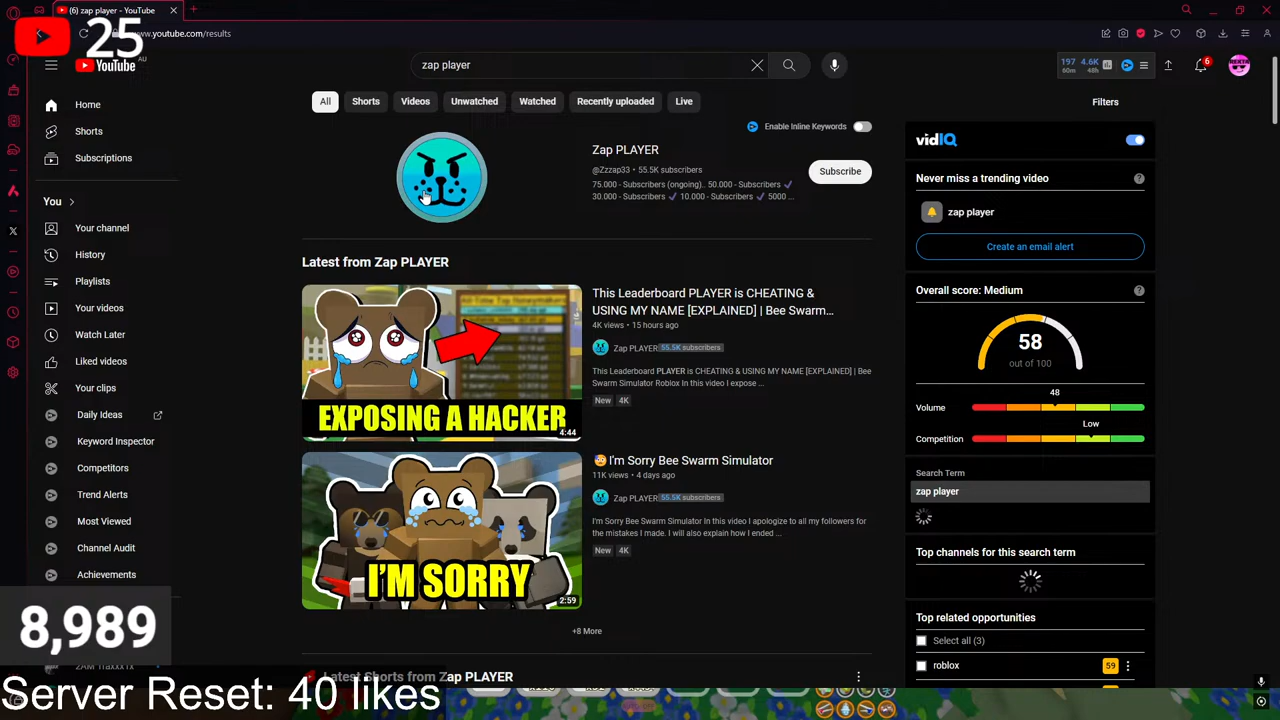 (6) zap player - YouTube
25
www.youtube.com/results
YouTube
AU
zap player
197 4.6K
60m 48h
6
Home
Shorts
Subscriptions
You
Your channel
History
Playlists
Your videos
Watch Later
Liked videos
Your clips
Daily Ideas
Keyword Inspector
Competitors
Trend Alerts
Most Viewed
Channel Audit
Achievements
8,989
Server Reset: 40 likes
All
Shorts
Videos
Unwatched
Watched
Recently uploaded
Live
Filters
Enable Inline Keywords
Zap PLAYER
@Zzzap33 • 55.5K subscribers
75.000 - Subscribers (ongoing).. 50.000 - Subscribers ✔
30.000 - Subscribers ✔ 10.000 - Subscribers ✔ 5000 ...
Subscribe
Latest from Zap PLAYER
EXPOSING A HACKER
4:44
This Leaderboard PLAYER is CHEATING &
USING MY NAME [EXPLAINED] | Bee Swarm...
4K views • 15 hours ago
Zap PLAYER 55.5K subscribers
This Leaderboard PLAYER is CHEATING & USING MY NAME [EXPLAINED] | Bee
Swarm Simulator Roblox In this video I expose ...
New 4K
I'M SORRY
2:59
😰I'm Sorry Bee Swarm Simulator
11K views • 4 days ago
Zap PLAYER 55.5K subscribers
I'm Sorry Bee Swarm Simulator In this video I apologize to all my followers for
the mistakes I made. I will also explain how I ended ...
New 4K
+8 More
Latest Shorts from Zap PLAYER
vidIQ
Never miss a trending video
zap player
Create an email alert
Overall score: Medium
58
out of 100
48
Volume
Low
Competition
Search Term
zap player
Top channels for this search term
Top related opportunities
Select all (3)
roblox
59